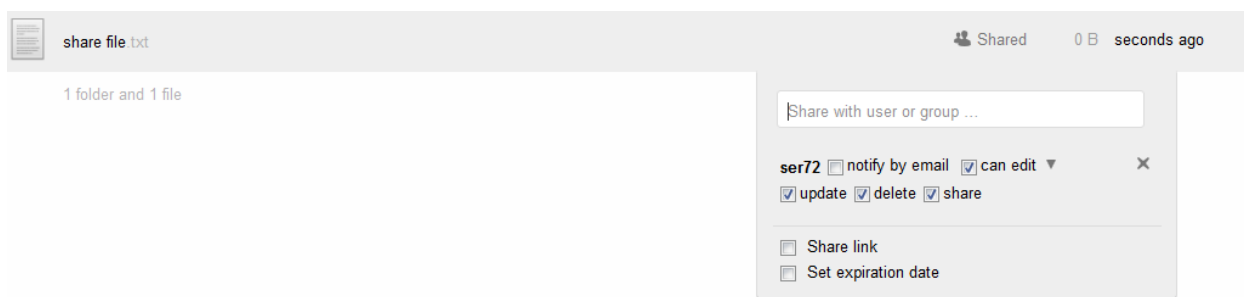 share file.txt Shared 0 B seconds ago
1 folder and 1 file
Share with user or group ...
ser72 notify by email can edit
update delete share
Share link
Set expiration date